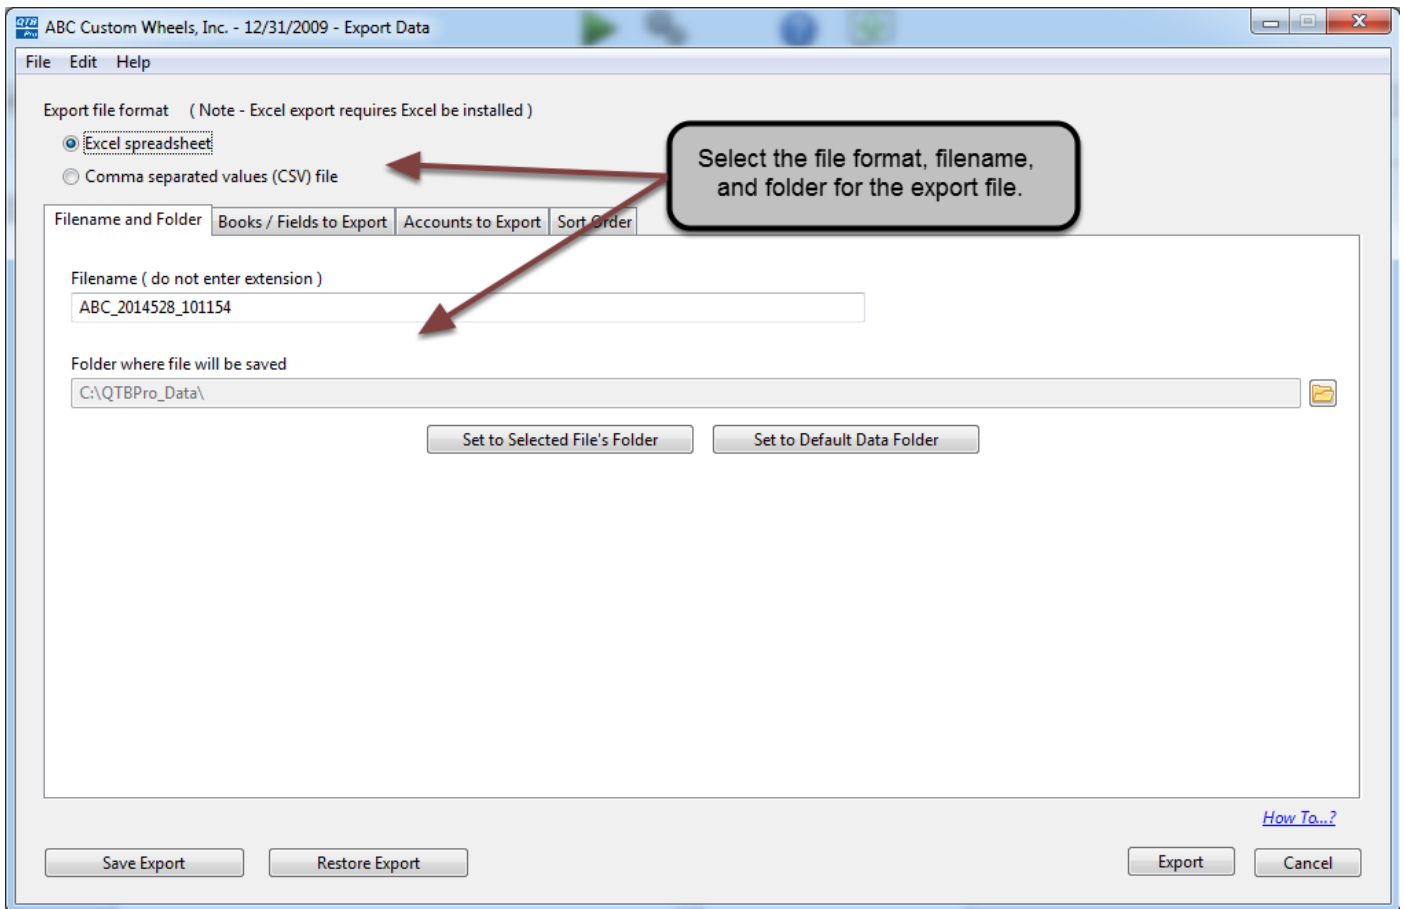 QTB
Pro
ABC Custom Wheels, Inc. - 12/31/2009 - Export Data
File Edit Help
Export file format ( Note - Excel export requires Excel be installed )
Excel spreadsheet
Comma separated values (CSV) file
Select the file format, filename,
and folder for the export file.
Filename and Folder Books / Fields to Export Accounts to Export Sort Order
Filename ( do not enter extension )
ABC_2014528_101154
Folder where file will be saved
C:\QTBPro_Data\
Set to Selected File's Folder Set to Default Data Folder
How To...?
Save Export Restore Export Export Cancel